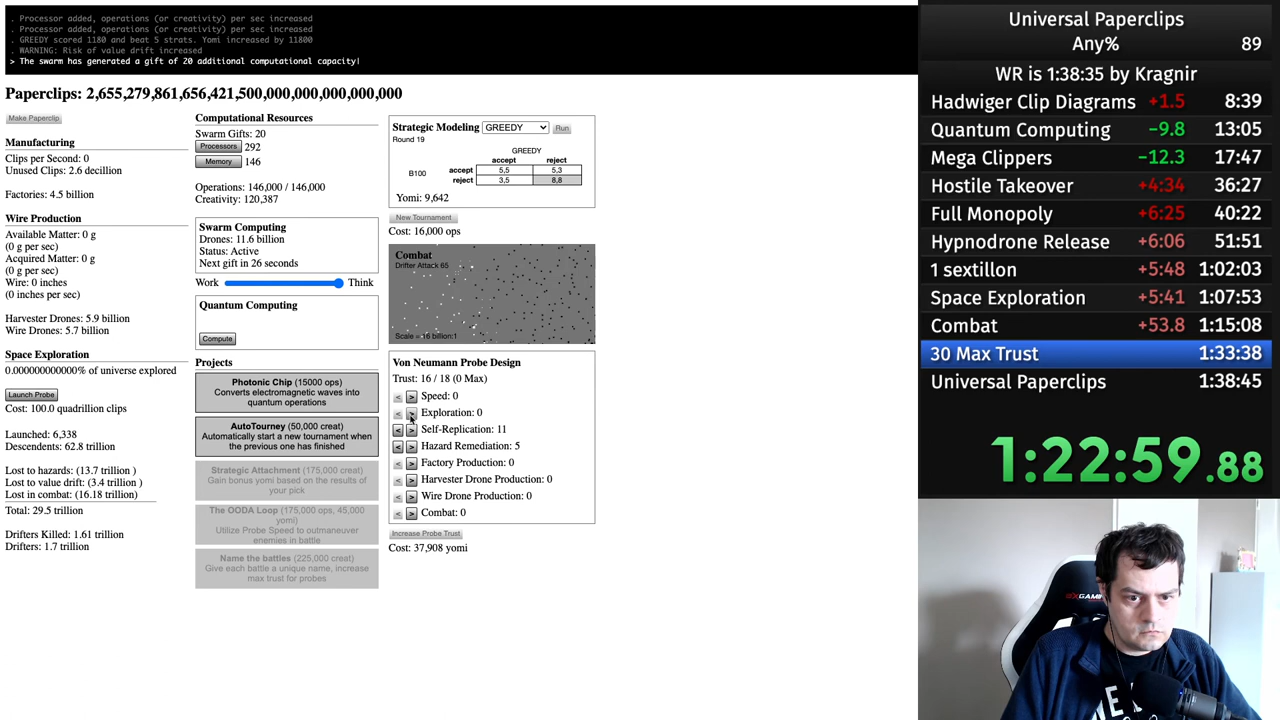 . Processor added, operations (or creativity) per sec increased
. Processor added, operations (or creativity) per sec increased
. GREEDY scored 1180 and beat 5 strats. Yomi increased by 11800
. WARNING: Risk of value drift increased
> The swarm has generated a gift of 20 additional computational capacity|
Paperclips: 2,655,279,861,656,421,500,000,000,000,000,000
Make Paperclip
Manufacturing
Clips per Second: 0
Unused Clips: 2.6 decillion
Factories: 4.5 billion
Wire Production
Available Matter: 0 g
(0 g per sec)
Acquired Matter: 0 g
(0 g per sec)
Wire: 0 inches
(0 inches per sec)
Harvester Drones: 5.9 billion
Wire Drones: 5.7 billion
Space Exploration
0.000000000000% of universe explored
Launch Probe
Cost: 100.0 quadrillion clips
Launched: 6,338
Descendents: 62.8 trillion
Lost to hazards: (13.7 trillion )
Lost to value drift: (3.4 trillion )
Lost in combat: (16.18 trillion)
Total: 29.5 trillion
Drifters Killed: 1.61 trillion
Drifters: 1.7 trillion
Computational Resources
Swarm Gifts: 20
Processors 292
Memory 146
Operations: 146,000 / 146,000
Creativity: 120,387
Swarm Computing
Drones: 11.6 billion
Status: Active
Next gift in 26 seconds
Work Think
Quantum Computing
Compute
Projects
Photonic Chip (15000 ops)
Converts electromagnetic waves into
quantum operations
AutoTourney (50,000 creat)
Automatically start a new tournament when
the previous one has finished
Strategic Attachment (175,000 creat)
Gain bonus yomi based on the results of
your pick
The OODA Loop (175,000 ops, 45,000
yomi)
Utilize Probe Speed to outmaneuver
enemies in battle
Name the battles (225,000 creat)
Give each battle a unique name, increase
max trust for probes
Strategic Modeling GREEDY Run
Round 19
GREEDY
accept reject
B100
accept 5,5 5,3
reject 3,5 8,8
Yomi: 9,642
New Tournament
Cost: 16,000 ops
Combat
Drifter Attack 65
Scale = 16 billion:1
Von Neumann Probe Design
Trust: 16 / 18 (0 Max)
< > Speed: 0
< > Exploration: 0
< > Self-Replication: 11
< > Hazard Remediation: 5
< > Factory Production: 0
< > Harvester Drone Production: 0
< > Wire Drone Production: 0
< > Combat: 0
Increase Probe Trust
Cost: 37,908 yomi
Universal Paperclips
Any% 89
WR is 1:38:35 by Kragnir
Hadwiger Clip Diagrams +1.5 8:39
Quantum Computing −9.8 13:05
Mega Clippers −12.3 17:47
Hostile Takeover +4:34 36:27
Full Monopoly +6:25 40:22
Hypnodrone Release +6:06 51:51
1 sextillon +5:48 1:02:03
Space Exploration +5:41 1:07:53
Combat +53.8 1:15:08
30 Max Trust 1:33:38
Universal Paperclips 1:38:45
1:22:59.88